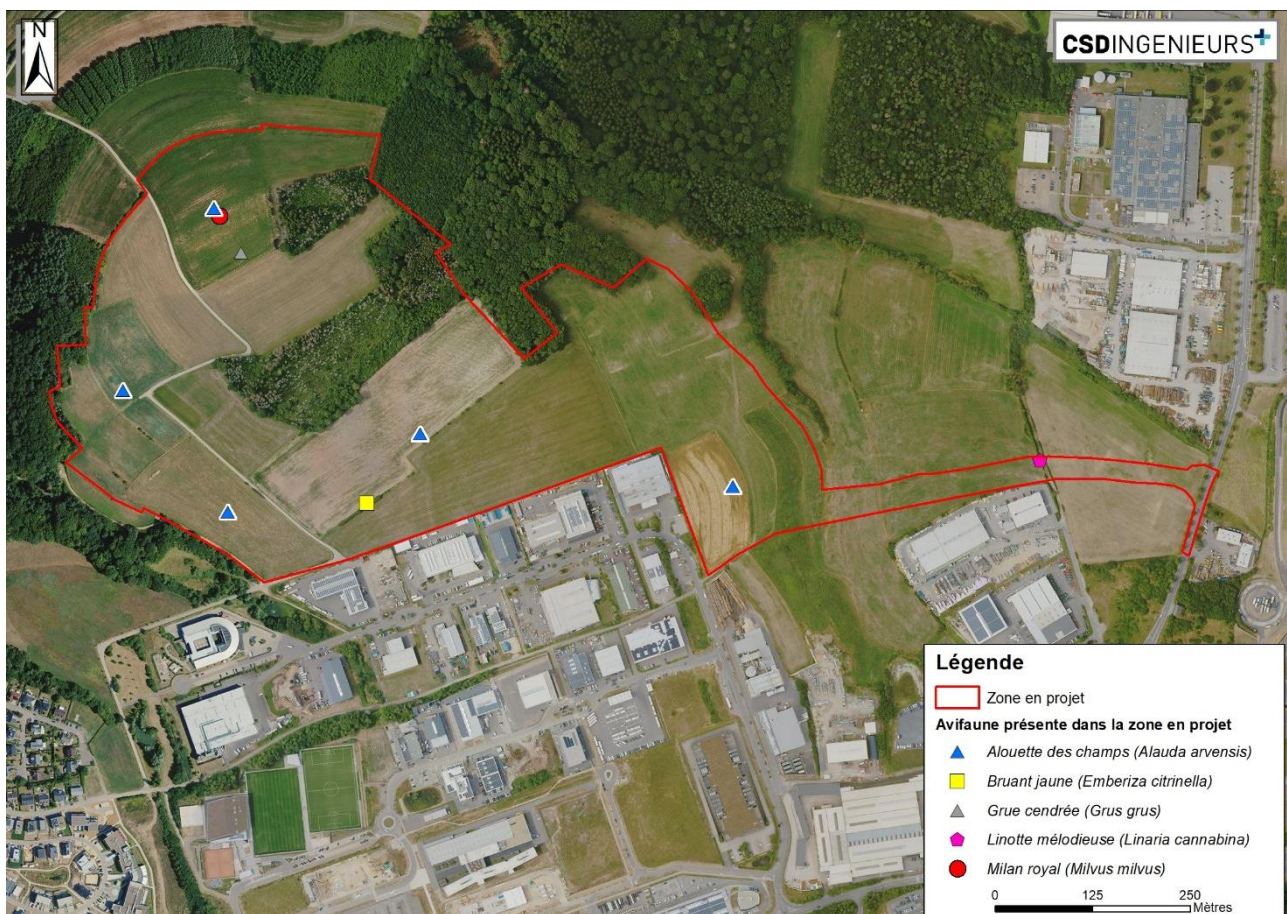 N
CSDINGENIEURS+
Légende
Zone en projet
Avifaune présente dans la zone en projet
Alouette des champs (Alauda arvensis)
Bruant jaune (Emberiza citrinella)
Grue cendrée (Grus grus)
Linotte mélodieuse (Linaria cannabina)
Milan royal (Milvus milvus)
0 125 250
Mètres